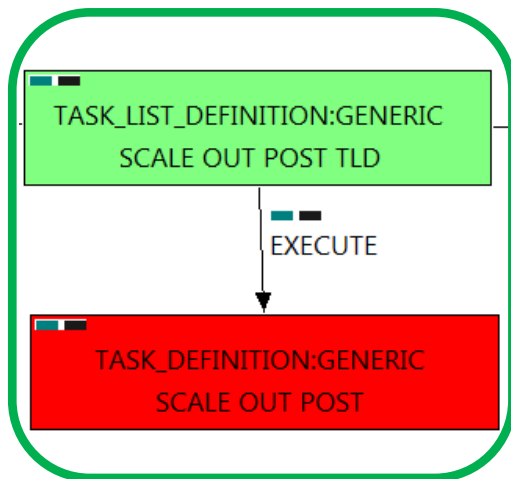 TASK_LIST_DEFINITION:GENERIC
SCALE OUT POST TLD
EXECUTE
TASK_DEFINITION:GENERIC
SCALE OUT POST